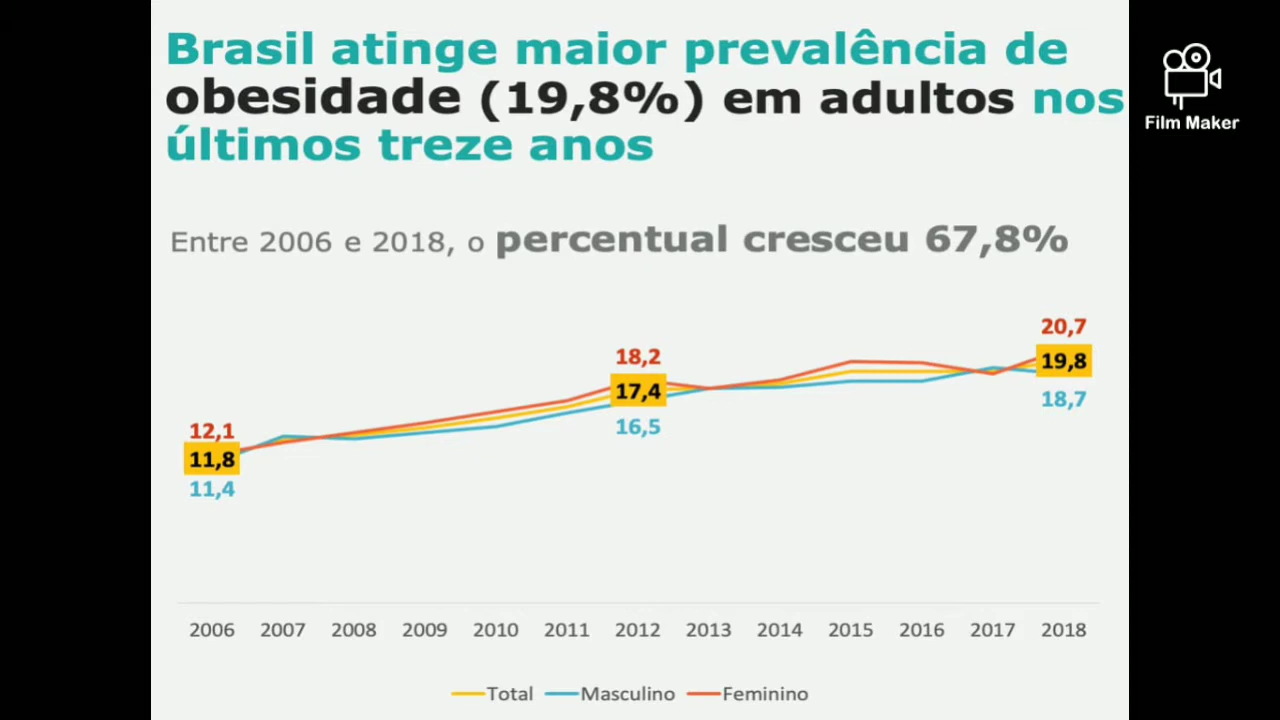 Brasil atinge maior prevalência de
obesidade (19,8%) em adultos nos
últimos treze anos
Film Maker
Entre 2006 e 2018, o percentual cresceu 67,8%
20,7
19,8
18,7
18,2
17,4
16,5
12,1
11,8
11,4
2006 2007 2008 2009 2010 2011 2012 2013 2014 2015 2016 2017 2018
Total Masculino Feminino